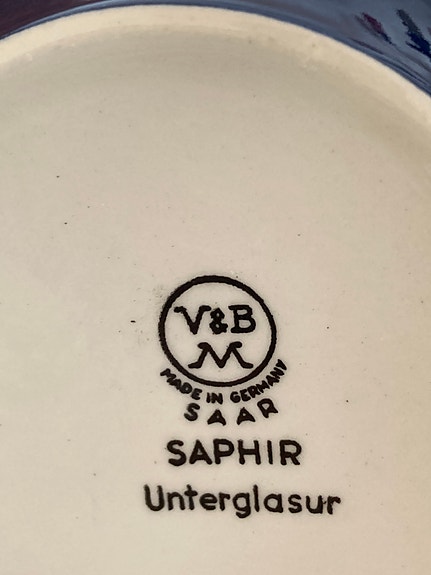 V&B
M
MADE IN GERMANY
SAAR
SAPHIR
Unterglasur